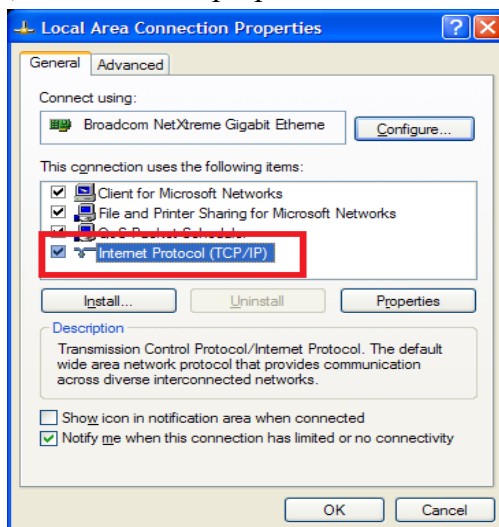 Local Area Connection Properties
General Advanced
Connect using:
Broadcom NetXtreme Gigabit Etherne
Configure...
This connection uses the following items:
Client for Microsoft Networks
File and Printer Sharing for Microsoft Networks
QoS Packet Scheduler
Internet Protocol (TCP/IP)
Install... Uninstall Properties
Description
Transmission Control Protocol/Internet Protocol. The default
wide area network protocol that provides communication
across diverse interconnected networks.
Show icon in notification area when connected
Notify me when this connection has limited or no connectivity
OK Cancel